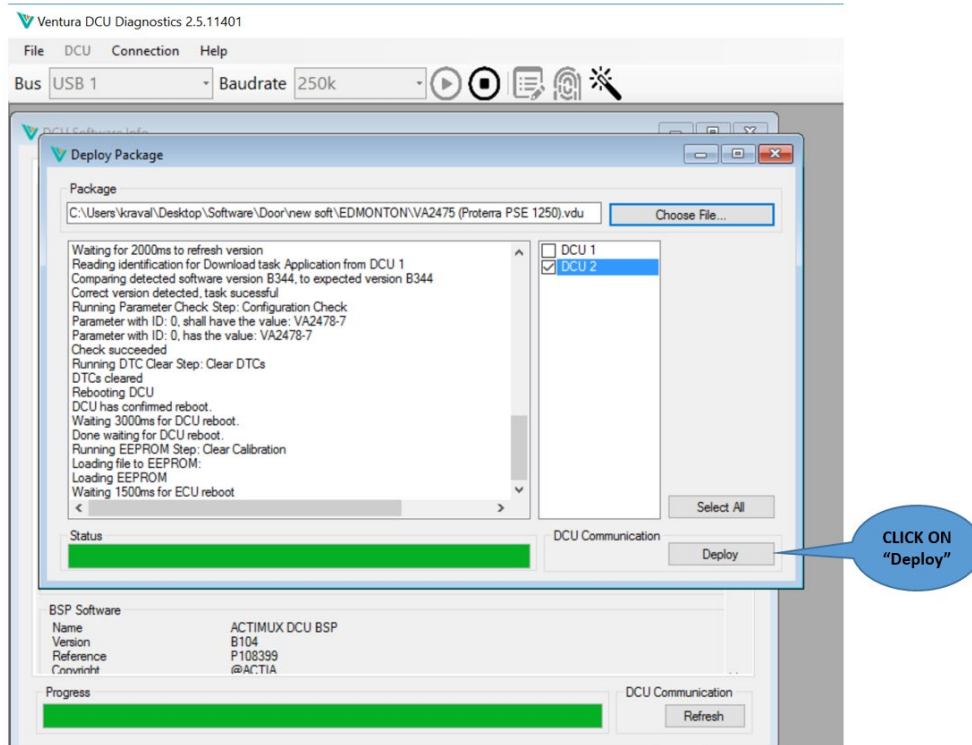 Ventura DCU Diagnostics 2.5.11401
File DCU Connection Help
Bus USB 1 Baudrate 250k
DCU Software Info
Deploy Package
Package
C:\Users\kraval\Desktop\Software\Door\new soft\EDMONTON\VA2475 (Proterra PSE 1250).vdu Choose File...
Waiting for 2000ms to refresh version
Reading identification for Download task Application from DCU 1
Comparing detected software version B344, to expected version B344
Correct version detected, task sucessful
Running Parameter Check Step: Configuration Check
Parameter with ID: 0, shall have the value: VA2478-7
Parameter with ID: 0, has the value: VA2478-7
Check succeeded
Running DTC Clear Step: Clear DTCs
DTCs cleared
Rebooting DCU
DCU has confirmed reboot.
Waiting 3000ms for DCU reboot.
Done waiting for DCU reboot.
Running EEPROM Step: Clear Calibration
Loading file to EEPROM:
Loading EEPROM
Waiting 1500ms for ECU reboot
DCU 1
DCU 2
Select All
Status
DCU Communication
Deploy
CLICK ON
“Deploy”
BSP Software
Name ACTIMUX DCU BSP
Version B104
Reference P108399
Copyright @ACTIA
Progress
DCU Communication
Refresh